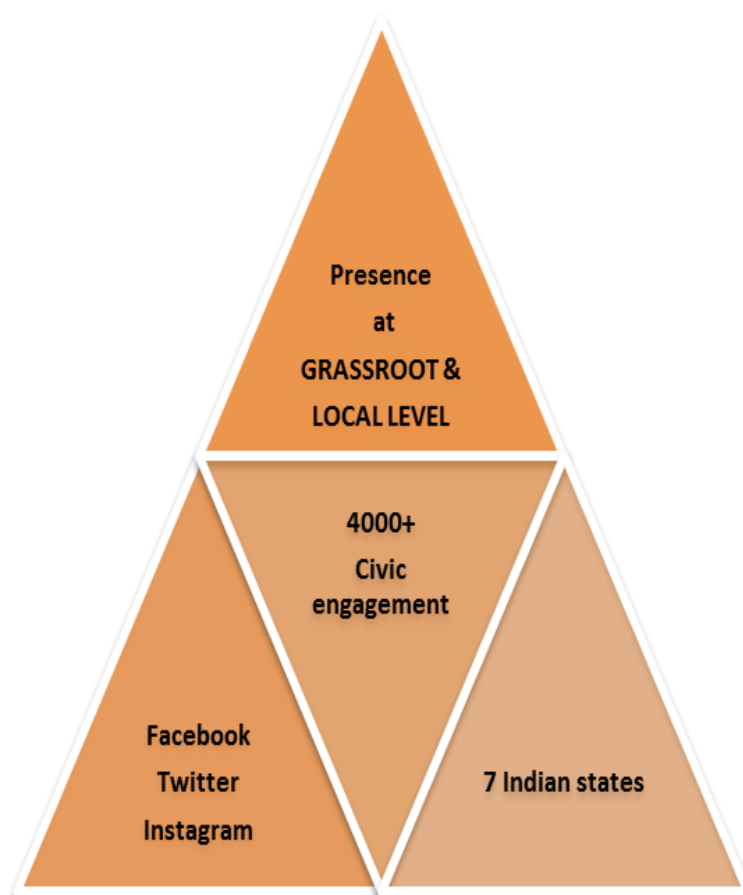 Presence
at
GRASSROOT &
LOCAL LEVEL
4000+
Civic
engagement
Facebook
Twitter
Instagram
7 Indian states